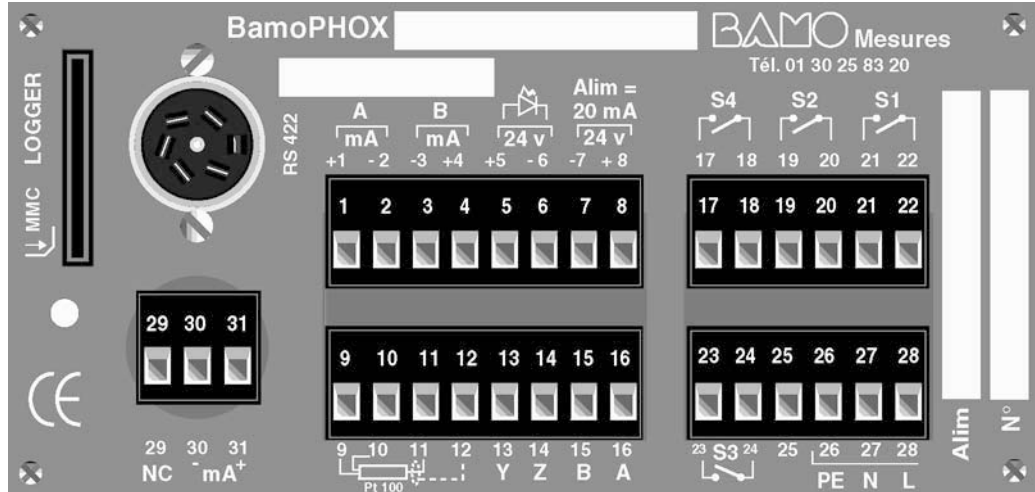 BamoPHOX
BAMO Mesures
Tél. 01 30 25 83 20
MMC LOGGER
RS 422
A
mA
B
mA
24 v
Alim =
20 mA
24 v
S4
S2
S1
+1 - 2 -3 +4 +5 - 6 -7 + 8
17 18 19 20 21 22
1 2 3 4 5 6 7 8
17 18 19 20 21 22
29 30 31
9 10 11 12 13 14 15 16
23 24 25 26 27 28
CE
29 30 31
NC - mA +
9 10 11 12 13 14 15 16
Pt 100
Y Z B A
23 S3 24 25 26 27 28
PE N L
Alim
N°